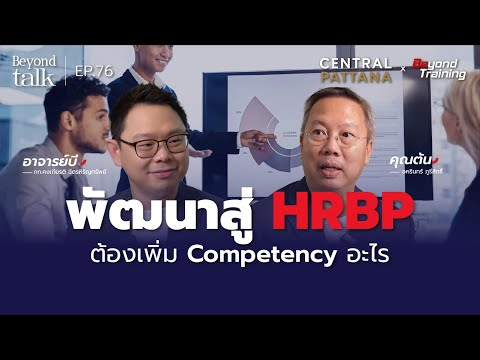 Beyond talk EP.76
CENTRAL PATTANA × Beyond Training
อาจารย์บี
คุณต้น
พัฒนาสู่ HRBP
ต้องเพิ่ม Competency อะไร